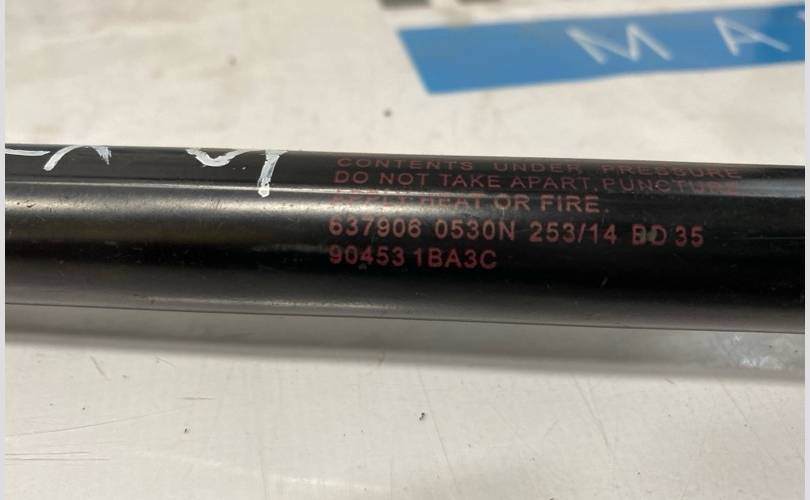 M A
CONTENTS UNDER PRESSURE
DO NOT TAKE APART, PUNCTURE
APPLY HEAT OR FIRE
637906 0530N 253/14 BD 35
90453 1BA3C